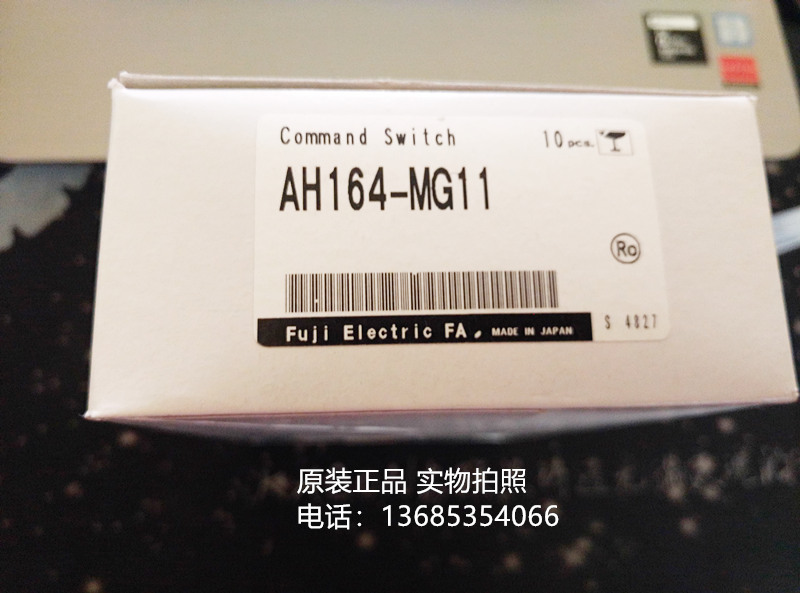 Command Switch 10 pcs.
AH164-MG11
Ro
Fuji Electric FA. MADE IN JAPAN
S 4827
原装正品 实物拍照
电话：13685354066